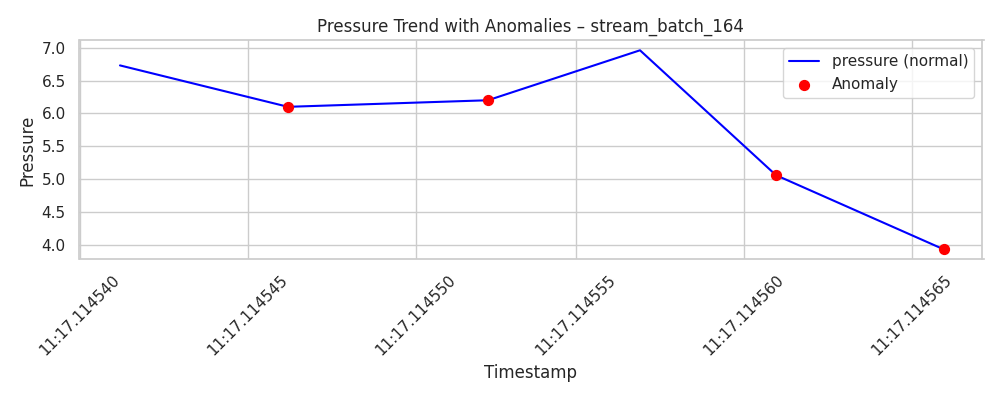 Pressure Trend with Anomalies – stream_batch_164
7.0
6.5
6.0
5.5
5.0
4.5
4.0
Pressure
pressure (normal)
Anomaly
11:17.114540
11:17.114545
11:17.114550
11:17.114555
11:17.114560
11:17.114565
Timestamp